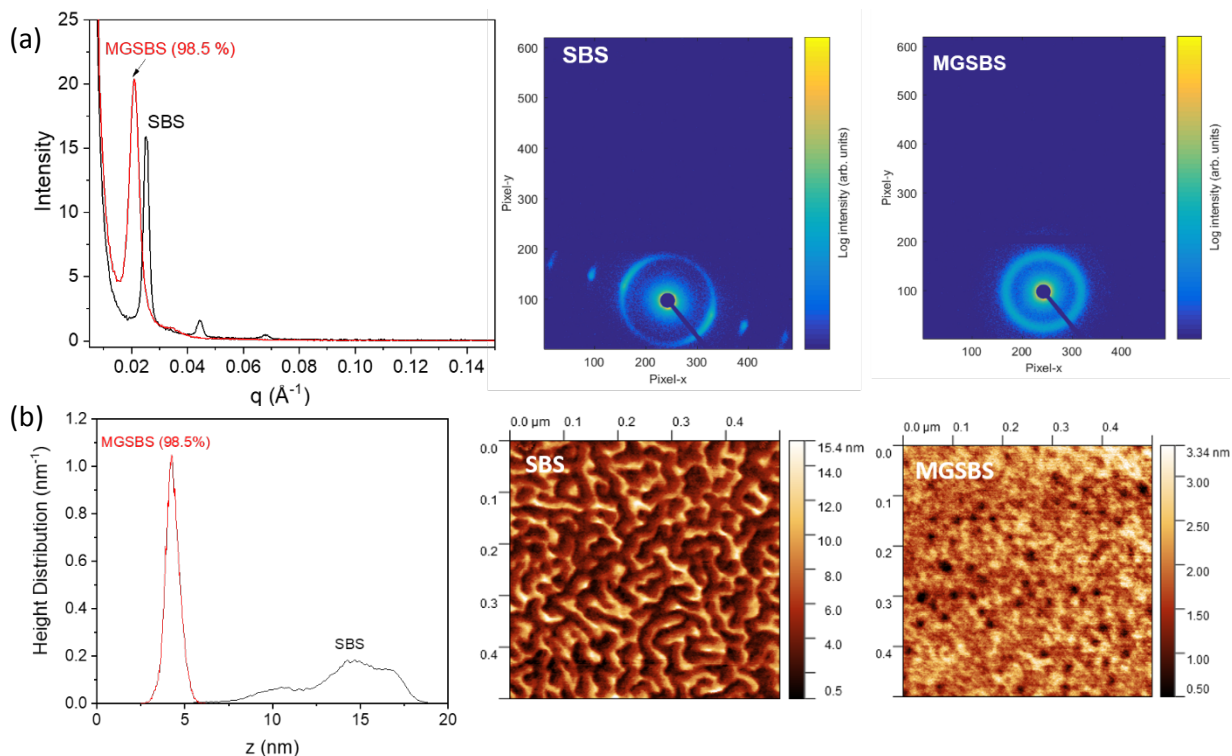 (a)
25
20
15
10
5
0
Intensity
MGSBS (98.5 %)
SBS
0.02 0.04 0.06 0.08 0.10 0.12 0.14
q (Å⁻¹)
SBS
600
500
400
300
200
100
Pixel-y
100 200 300 400
Pixel-x
Log intensity (arb. units)
MGSBS
600
500
400
300
200
100
Pixel-y
100 200 300 400
Pixel-x
Log intensity (arb. units)
(b)
1.2
1.0
0.8
0.6
0.4
0.2
0.0
Height Distribution (nm⁻¹)
MGSBS (98.5%)
SBS
0 5 10 15 20
z (nm)
0.0 µm 0.1 0.2 0.3 0.4
0.0
0.1
0.2
0.3
0.4
SBS
15.4 nm
14.0
12.0
10.0
8.0
6.0
4.0
0.5
0.0 µm 0.1 0.2 0.3 0.4
0.0
0.1
0.2
0.3
0.4
MGSBS
3.34 nm
3.00
2.50
2.00
1.50
1.00
0.50